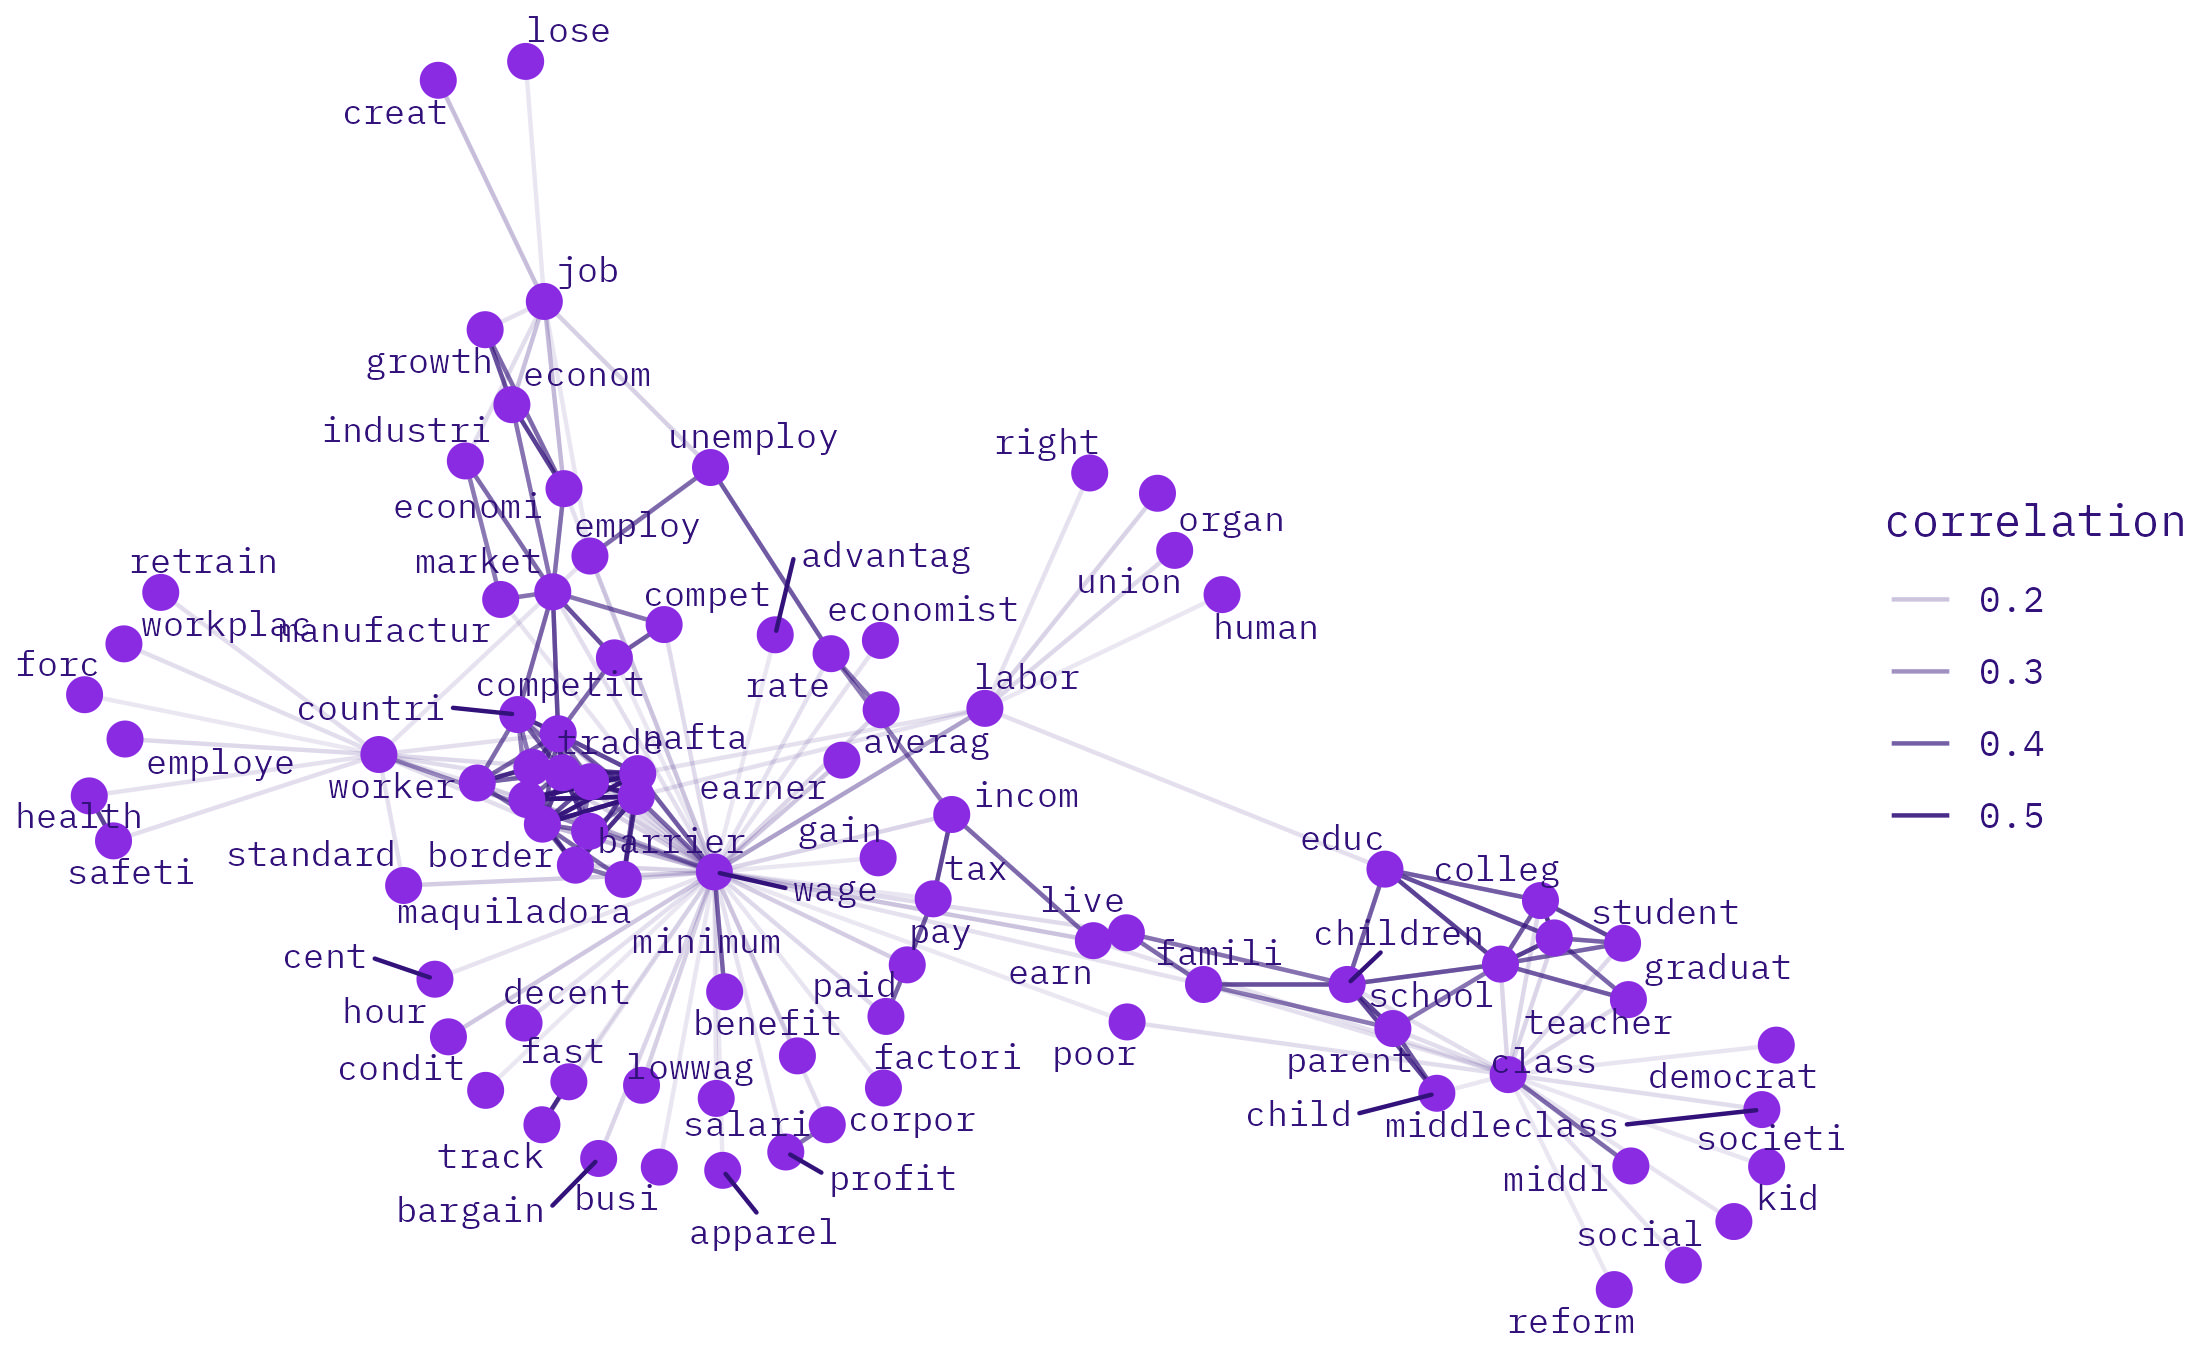 lose
creat
job
growth
econom
industri
unemploy
right
economi
organ
employ
correlation
retrain
market
advantag
union
compet
economist
0.2
workplac
manufactur
human
forc
0.3
competit
rate
labor
countri
trade
nafta
averag
0.4
employe
worker
earner
incom
health
0.5
barrier
gain
educ
standard
border
safeti
tax
colleg
wage
live
maquiladora
student
minimum
pay
children
cent
famili
earn
graduat
decent
paid
school
hour
benefit
teacher
fast
factori
poor
parent
class
condit
lowwag
democrat
salari
corpor
child
middleclass
societi
track
profit
middl
bargain
busi
kid
apparel
social
reform